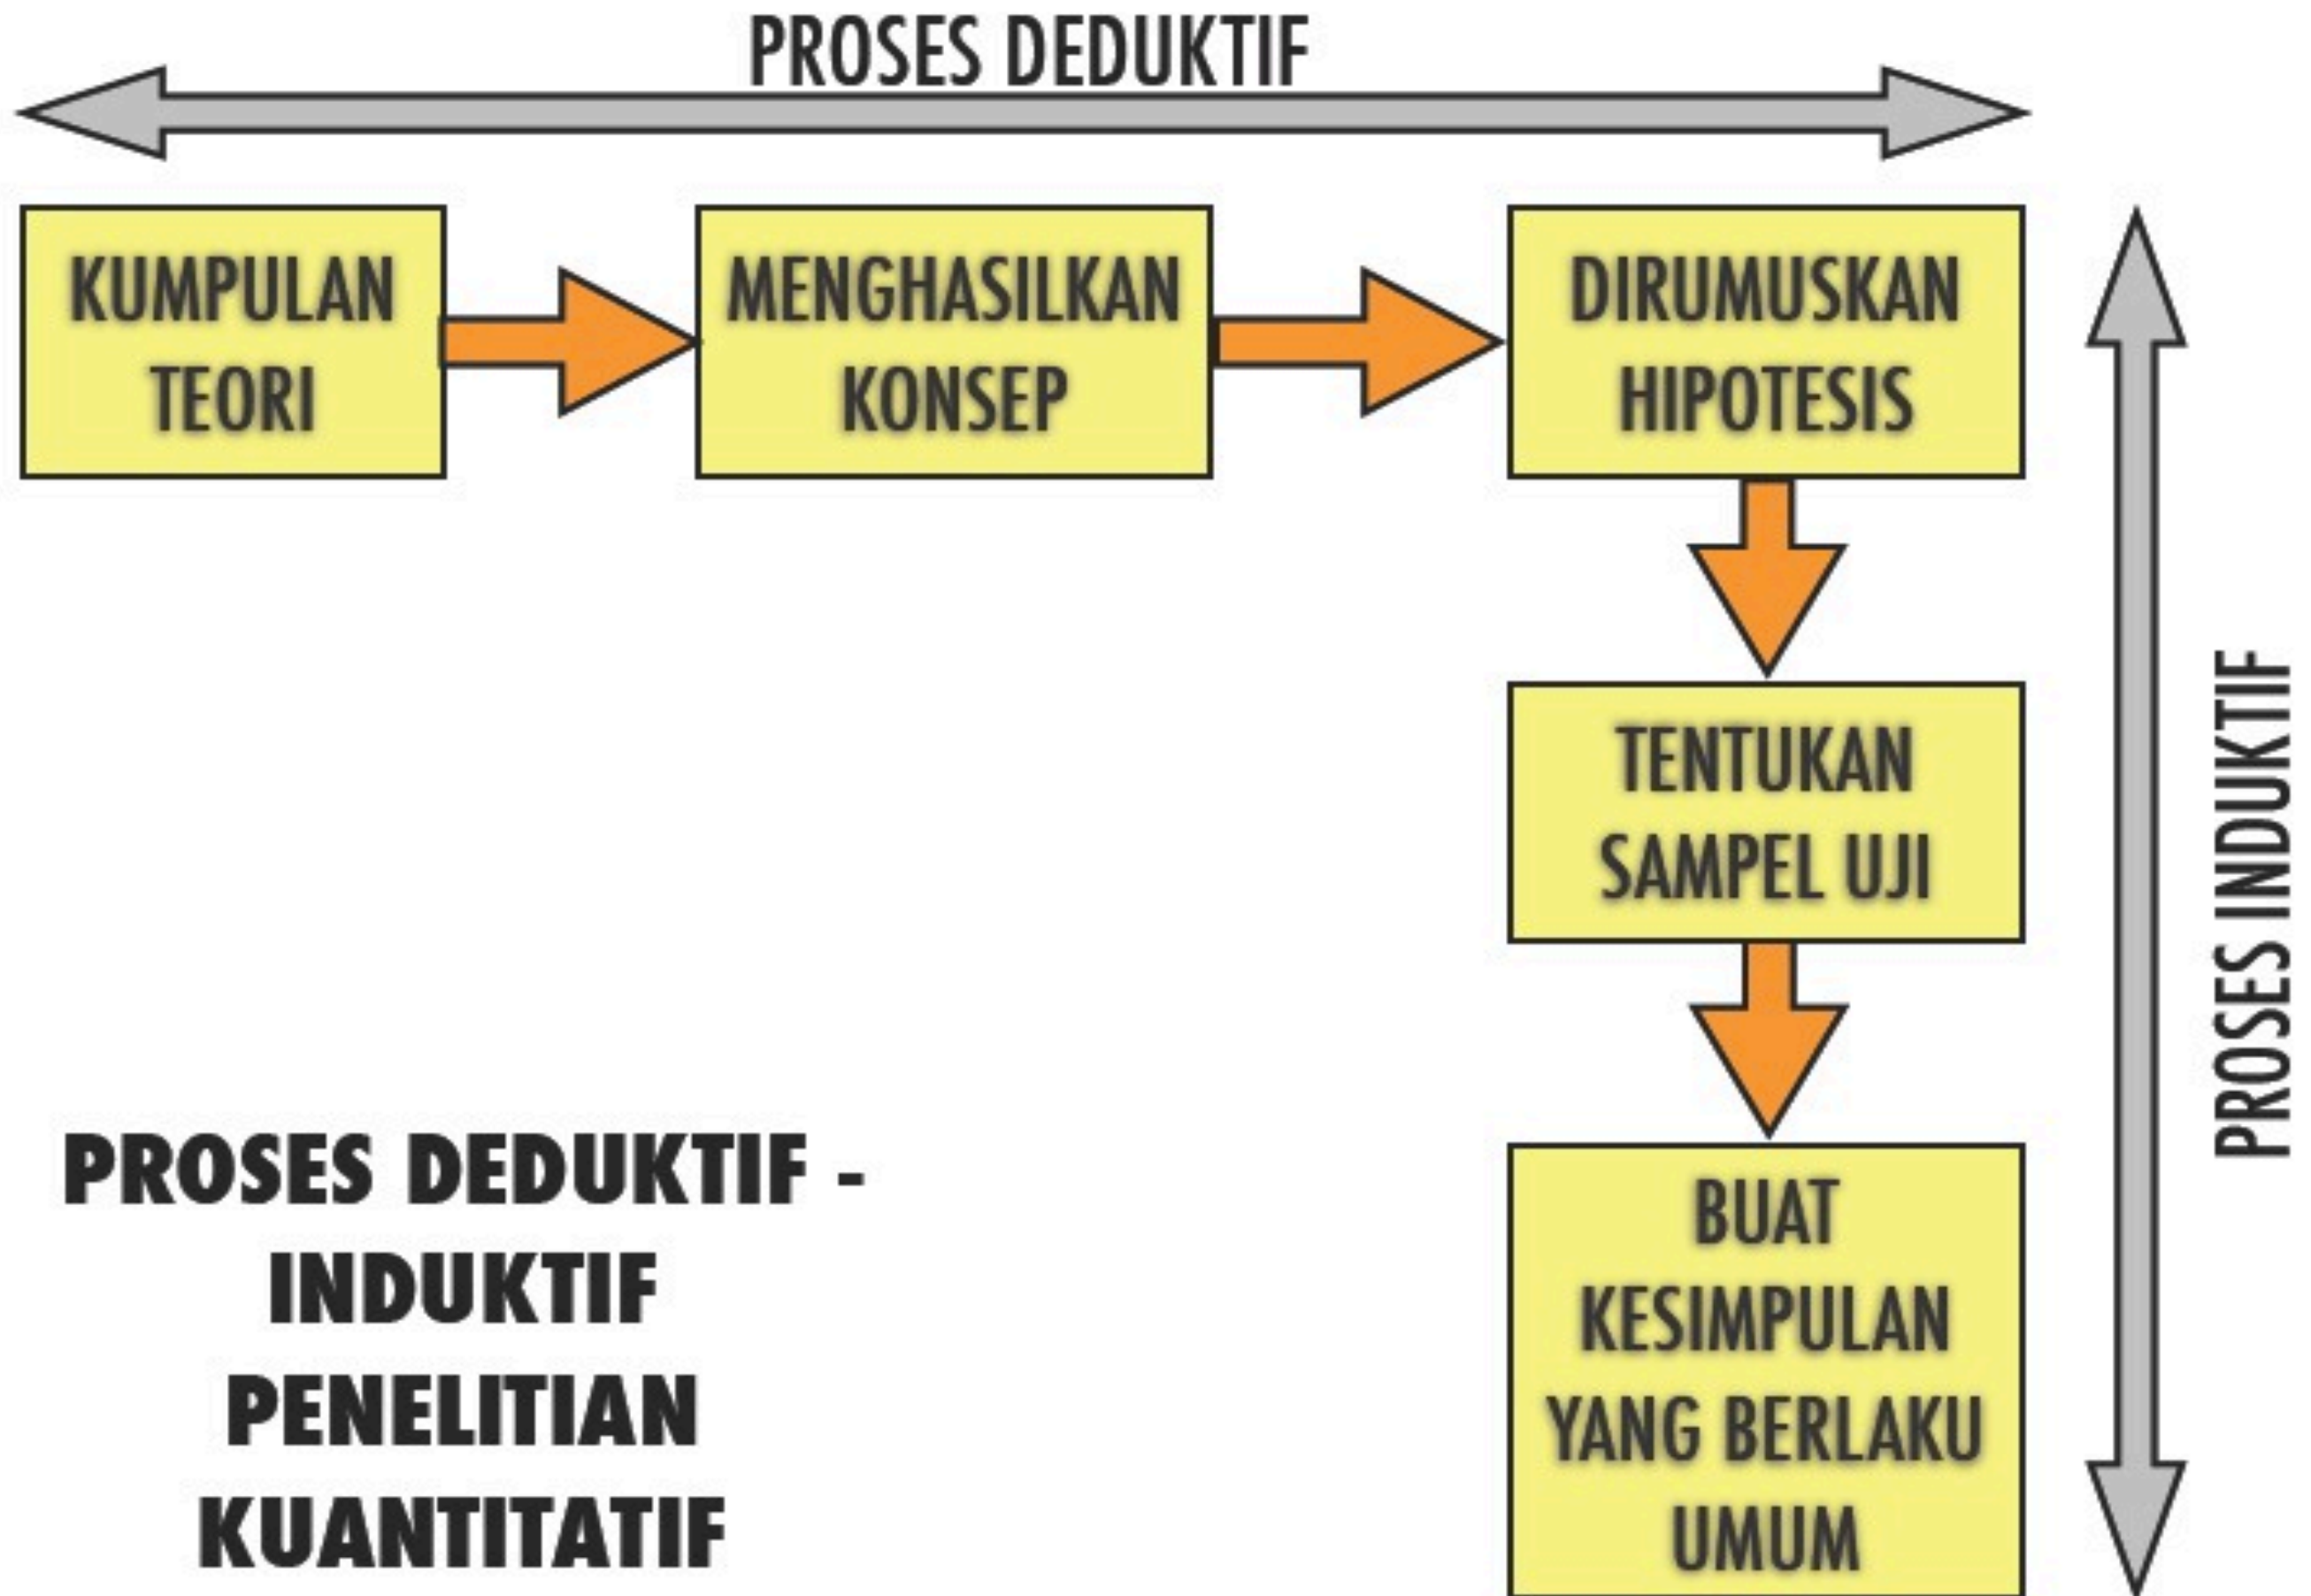 PROSES DEDUKTIF
KUMPULAN
TEORI
MENGHASILKAN
KONSEP
DIRUMUSKAN
HIPOTESIS
TENTUKAN
SAMPEL UJI
BUAT
KESIMPULAN
YANG BERLAKU
UMUM
PROSES INDUKTIF
PROSES DEDUKTIF -
INDUKTIF
PENELITIAN
KUANTITATIF